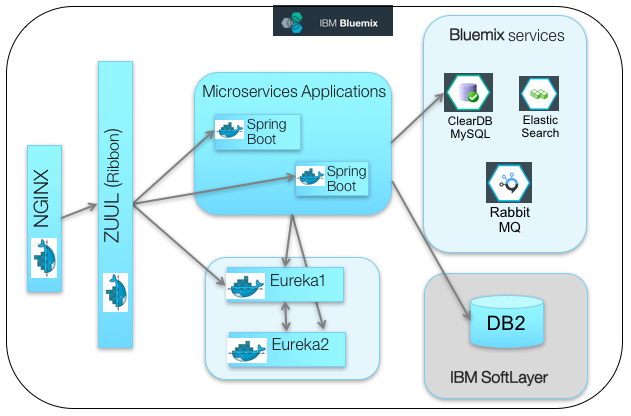 IBM Bluemix
Bluemix services
Microservices Applications
ClearDB
MySQL
Elastic
Search
Spring
Boot
Spring
Boot
Rabbit
MQ
NGINX
ZUUL (Ribbon)
Eureka1
Eureka2
DB2
IBM SoftLayer